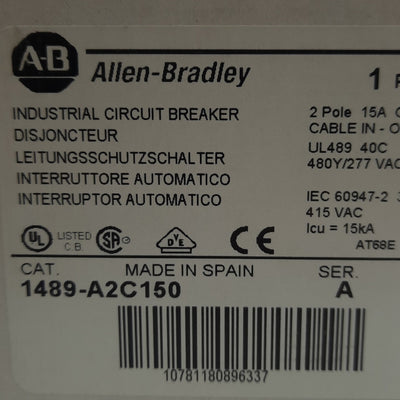 A-B Allen-Bradley
1
INDUSTRIAL CIRCUIT BREAKER
DISJONCTEUR
LEITUNGSSCHUTZSCHALTER
INTERRUTTORE AUTOMATICO
INTERRUPTOR AUTOMATICO
2 Pole 15A
CABLE IN - O
UL489 40C
480Y/277 VAC
IEC 60947-2
415 VAC
Icu = 15kA
AT68E
UL LISTED C.B. SA DVE CE
CAT. MADE IN SPAIN SER.
1489-A2C150 A
10781180896337